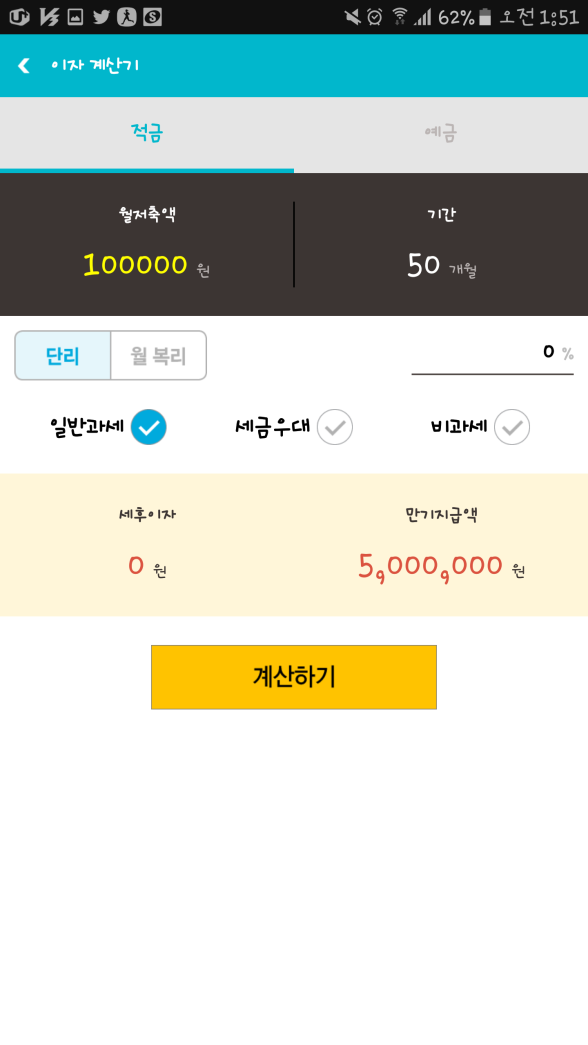 62% 오전 1:51
이자 계산기
적금 예금
월저축액 기간
100000 원 50 개월
단리 월 복리 0 %
일반과세 세금우대 비과세
세후이자 만기지급액
0 원 5,000,000 원
계산하기